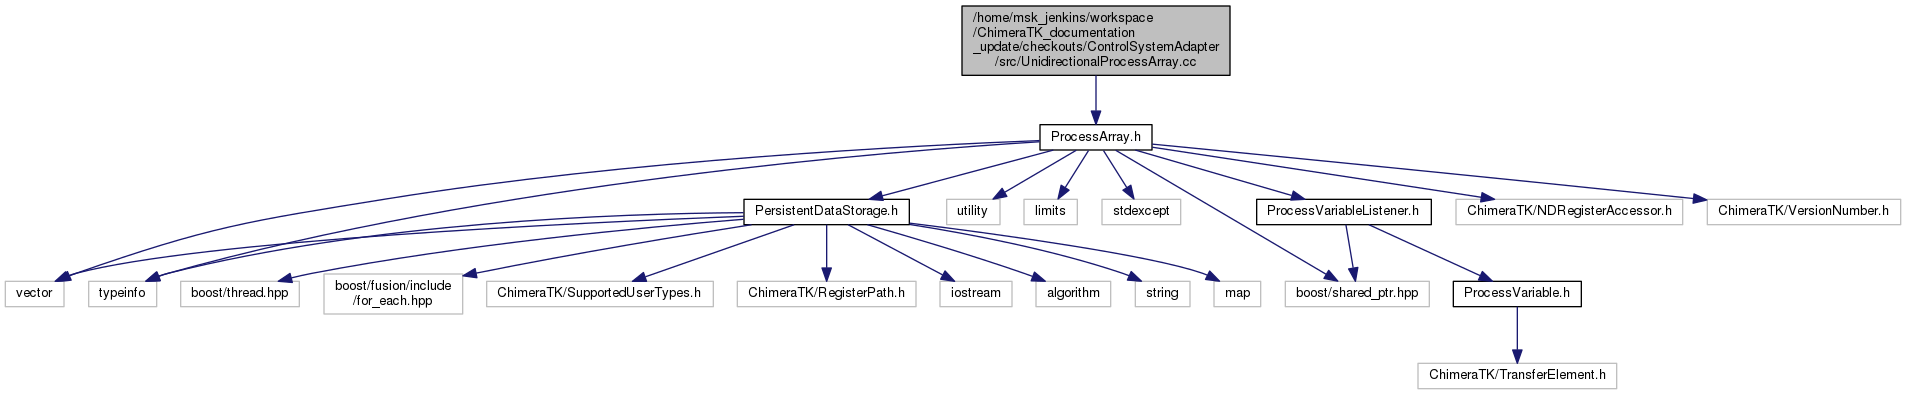 /home/msk_jenkins/workspace
/ChimeraTK_documentation
_update/checkouts/ControlSystemAdapter
/src/UnidirectionalProcessArray.cc
ProcessArray.h
PersistentDataStorage.h
utility
limits
stdexcept
ProcessVariableListener.h
ChimeraTK/NDRegisterAccessor.h
ChimeraTK/VersionNumber.h
vector
typeinfo
boost/thread.hpp
boost/fusion/include
/for_each.hpp
ChimeraTK/SupportedUserTypes.h
ChimeraTK/RegisterPath.h
iostream
algorithm
string
map
boost/shared_ptr.hpp
ProcessVariable.h
ChimeraTK/TransferElement.h